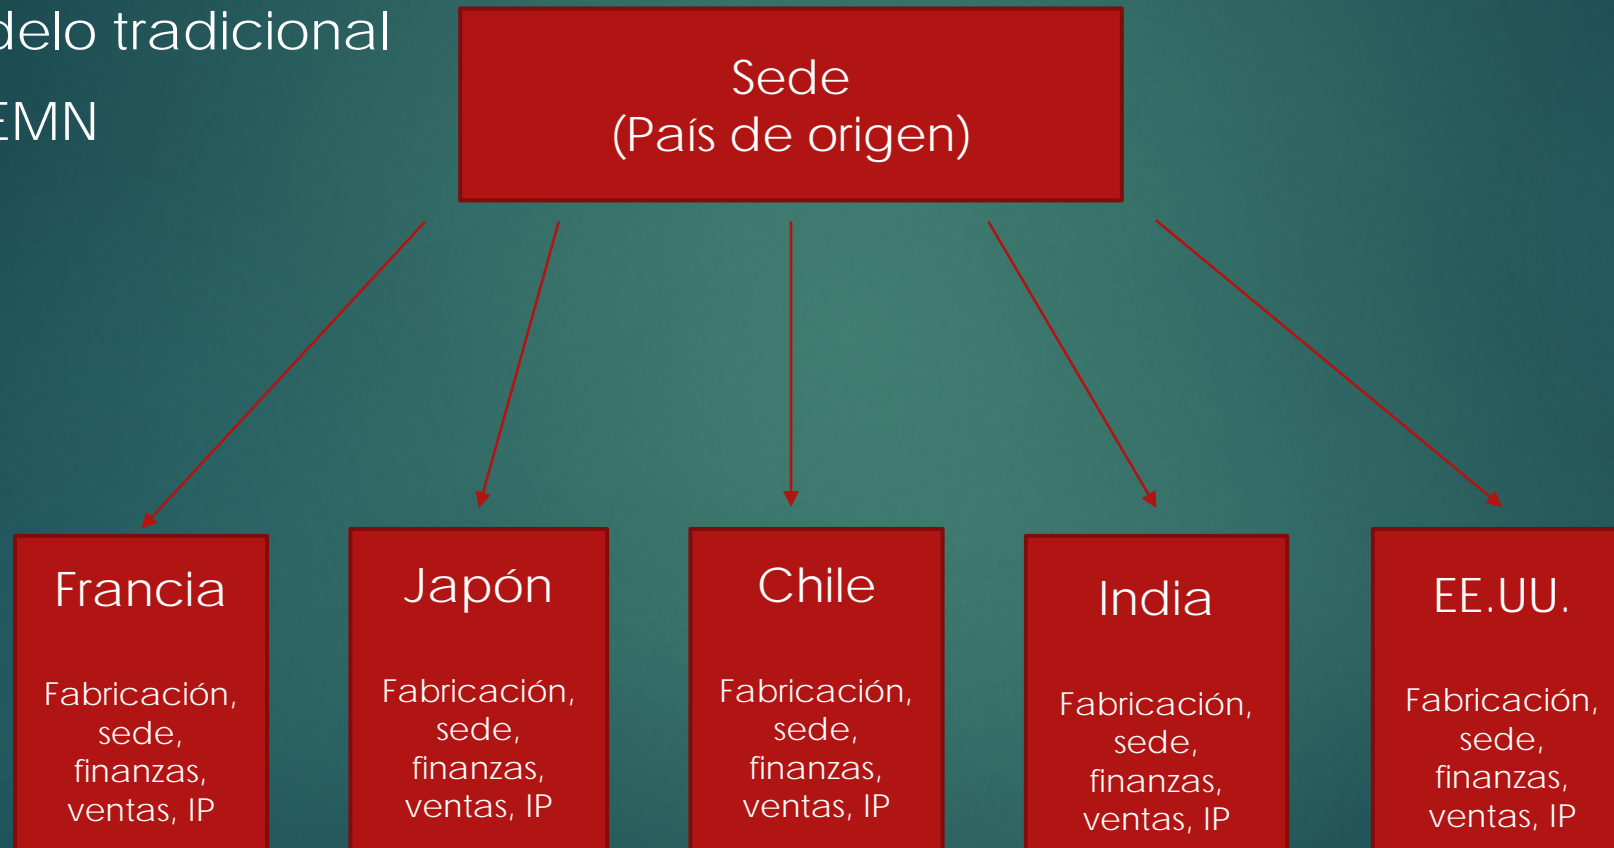 delo tradicional
EMN
Sede
(País de origen)
Francia
Fabricación,
sede,
finanzas,
ventas, IP
Japón
Fabricación,
sede,
finanzas,
ventas, IP
Chile
Fabricación,
sede,
finanzas,
ventas, IP
India
Fabricación,
sede,
finanzas,
ventas, IP
EE.UU.
Fabricación,
sede,
finanzas,
ventas, IP